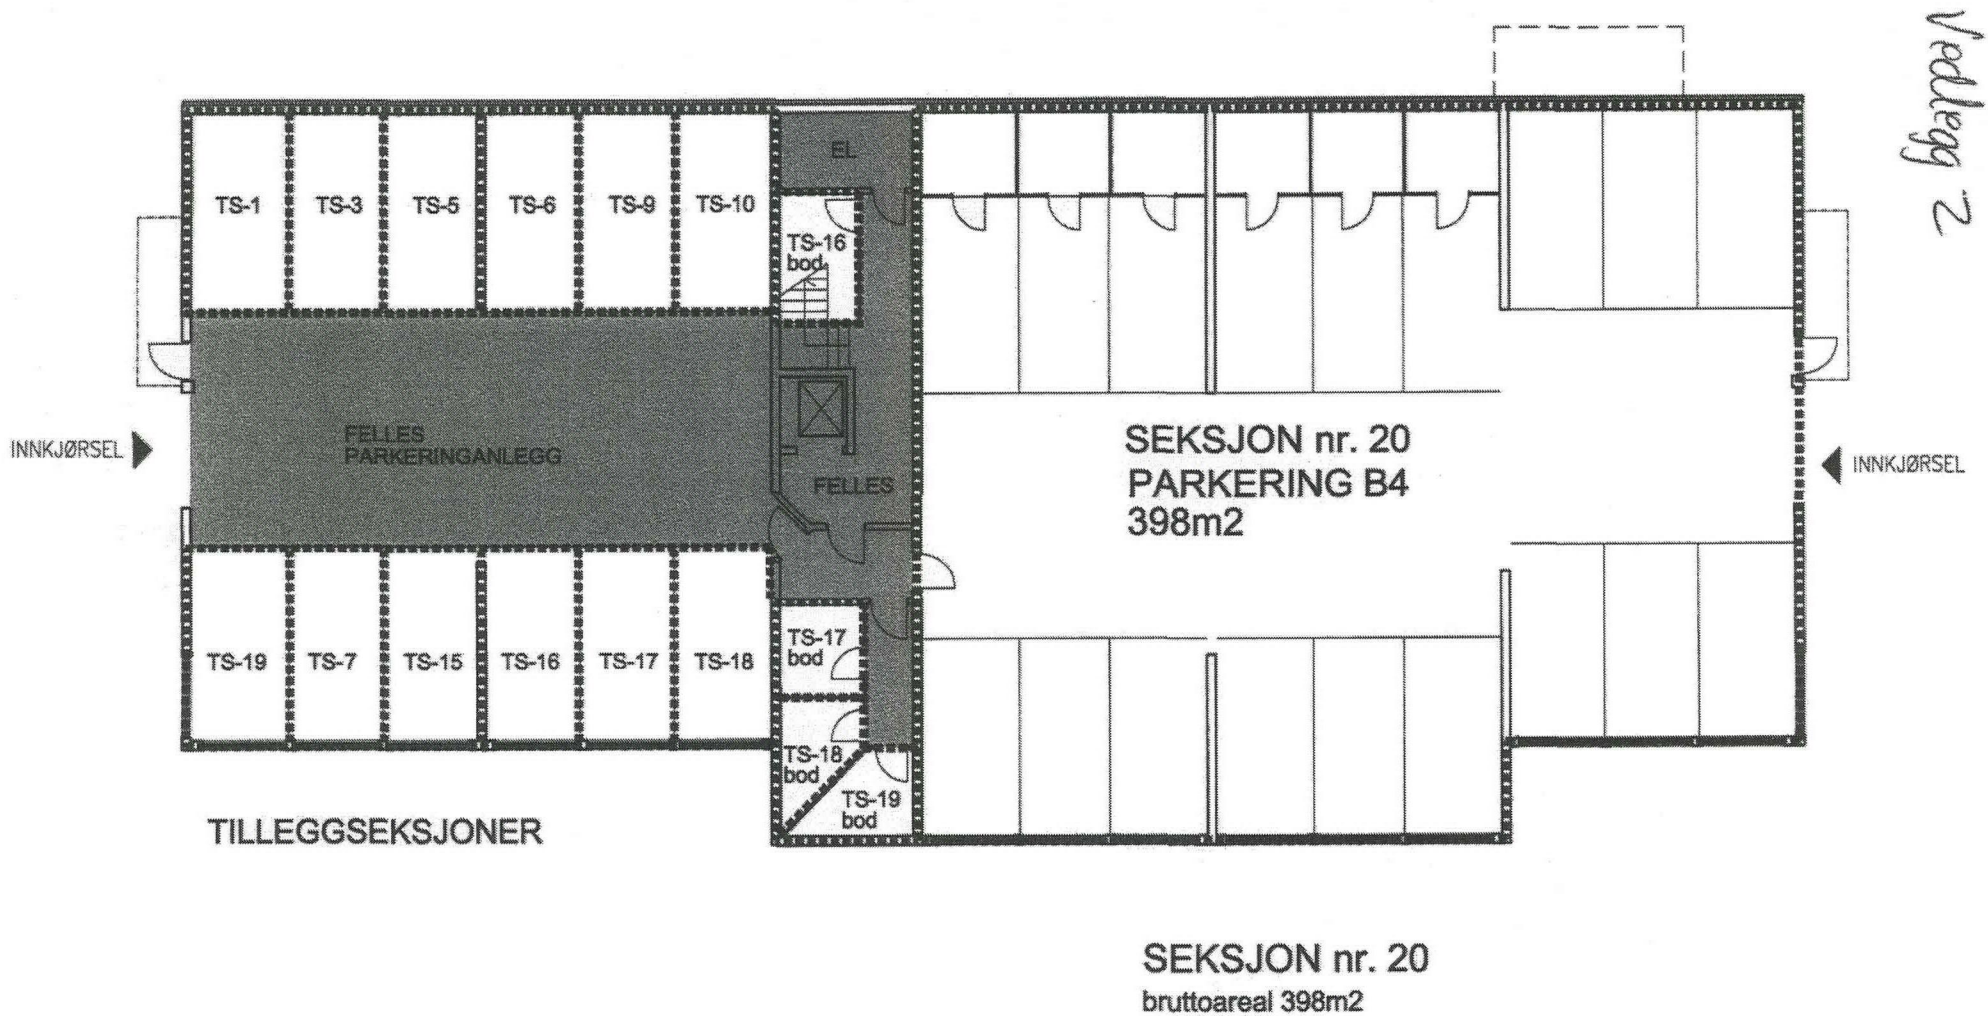 Vedlegg 2
EL
TS-1
TS-3
TS-5
TS-6
TS-9
TS-10
TS-16
bod
INNKJØRSEL
FELLES
PARKERINGANLEGG
FELLES
SEKSJON nr. 20
PARKERING B4
398m2
INNKJØRSEL
TS-19
TS-7
TS-15
TS-16
TS-17
TS-18
TS-17
bod
TS-18
bod
TS-19
bod
TILLEGGSEKSJONER
SEKSJON nr. 20
bruttoareal 398m2